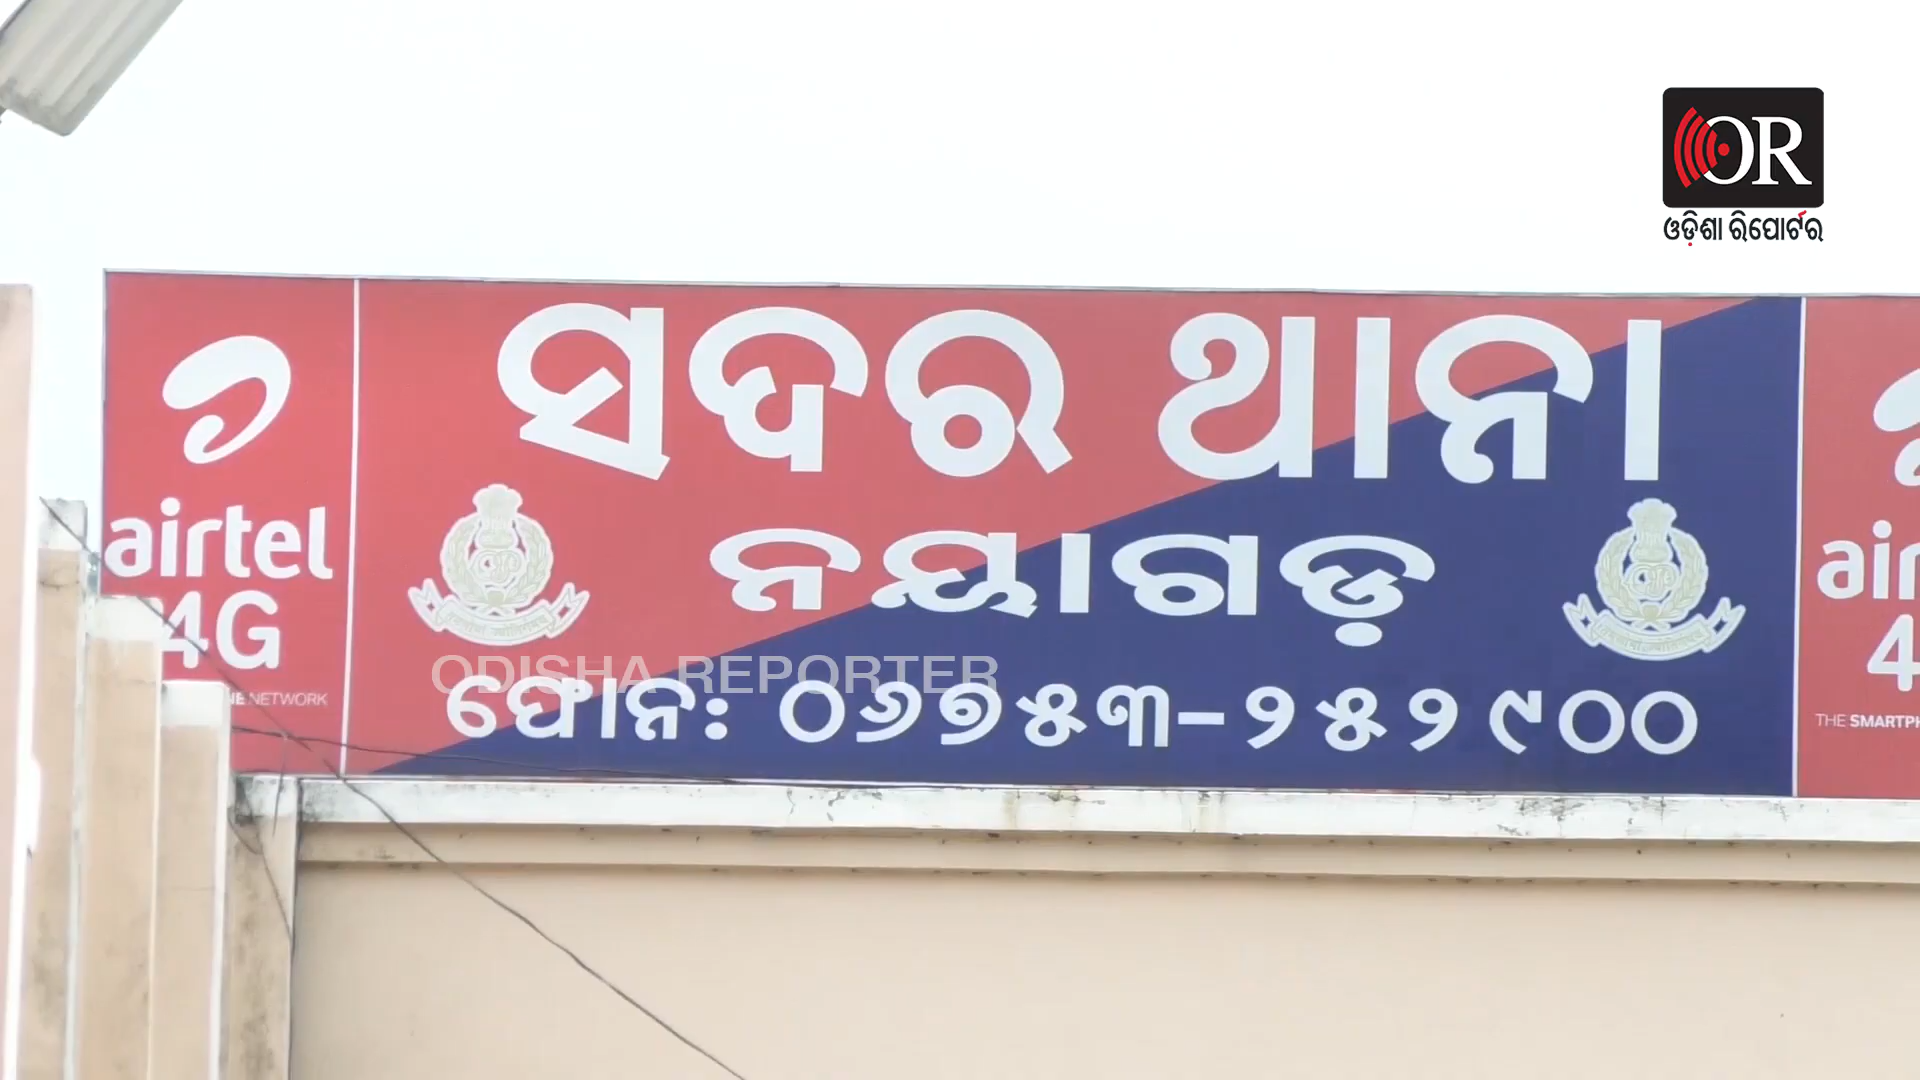 OR
ଓଡ଼ିଶା ରିପୋର୍ଟର
ସଦର ଥାନା
ନୟାଗଡ଼
ଫୋନ: ୦୬୭୫୩-୨୫୨୯୦୦
ODISHA REPORTER
airtel
4G
NETWORK
air
4
THE SMARTPH